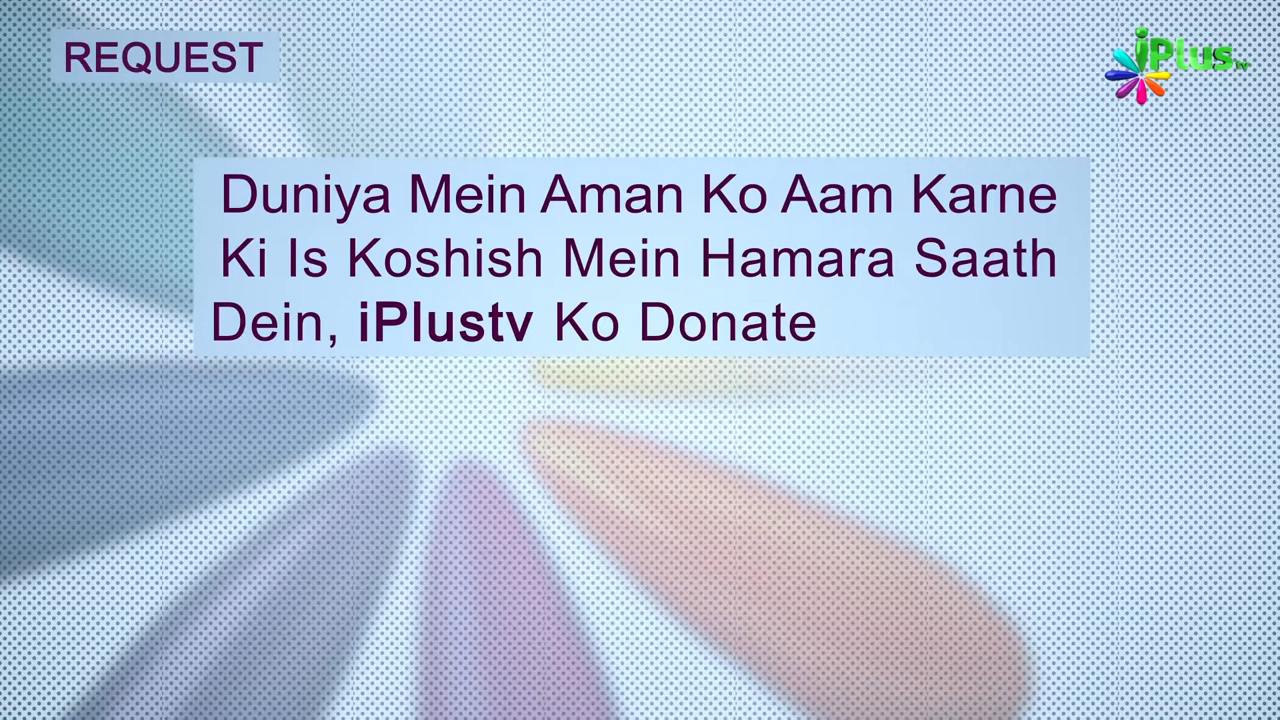 REQUEST
iPlus tv
Duniya Mein Aman Ko Aam Karne
Ki Is Koshish Mein Hamara Saath
Dein, iPlustv Ko Donate